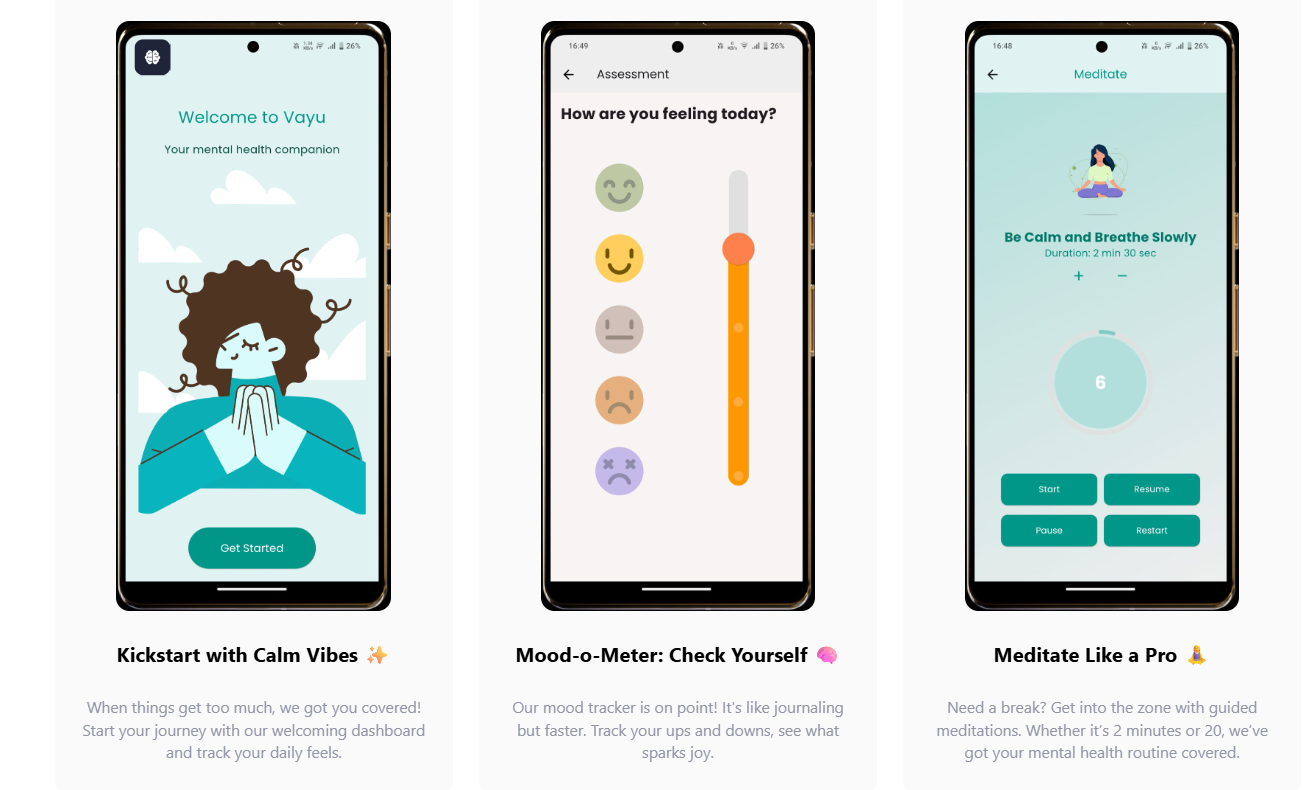 26%
Welcome to Vayu
Your mental health companion
Get Started
Kickstart with Calm Vibes ✨
When things get too much, we got you covered!
Start your journey with our welcoming dashboard
and track your daily feels.
16:49
26%
Assessment
How are you feeling today?
Mood-o-Meter: Check Yourself 🧠
Our mood tracker is on point! It's like journaling
but faster. Track your ups and downs, see what
sparks joy.
16:48
26%
Meditate
Be Calm and Breathe Slowly
Duration: 2 min 30 sec
+ −
6
Start Resume
Pause Restart
Meditate Like a Pro 🧘‍♀️
Need a break? Get into the zone with guided
meditations. Whether it’s 2 minutes or 20, we’ve
got your mental health routine covered.